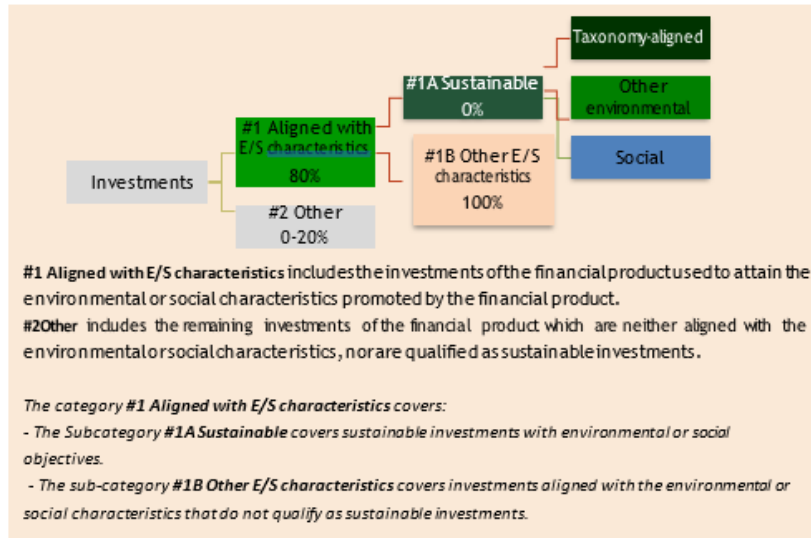 Taxonomy-aligned
#1A Sustainable
0%
Other
environmental
#1 Aligned with
E/S characteristics
80%
#1B Other E/S
characteristics
100%
Social
Investments
#2 Other
0-20%
#1 Aligned with E/S characteristics includes the investments of the financial product used to attain the
environmental or social characteristics promoted by the financial product.
#2Other includes the remaining investments of the financial product which are neither aligned with the
environmental or social characteristics, nor are qualified as sustainable investments.
The category #1 Aligned with E/S characteristics covers:
- The Subcategory #1A Sustainable covers sustainable investments with environmental or social
objectives.
- The sub-category #1B Other E/S characteristics covers investments aligned with the environmental or
social characteristics that do not qualify as sustainable investments.